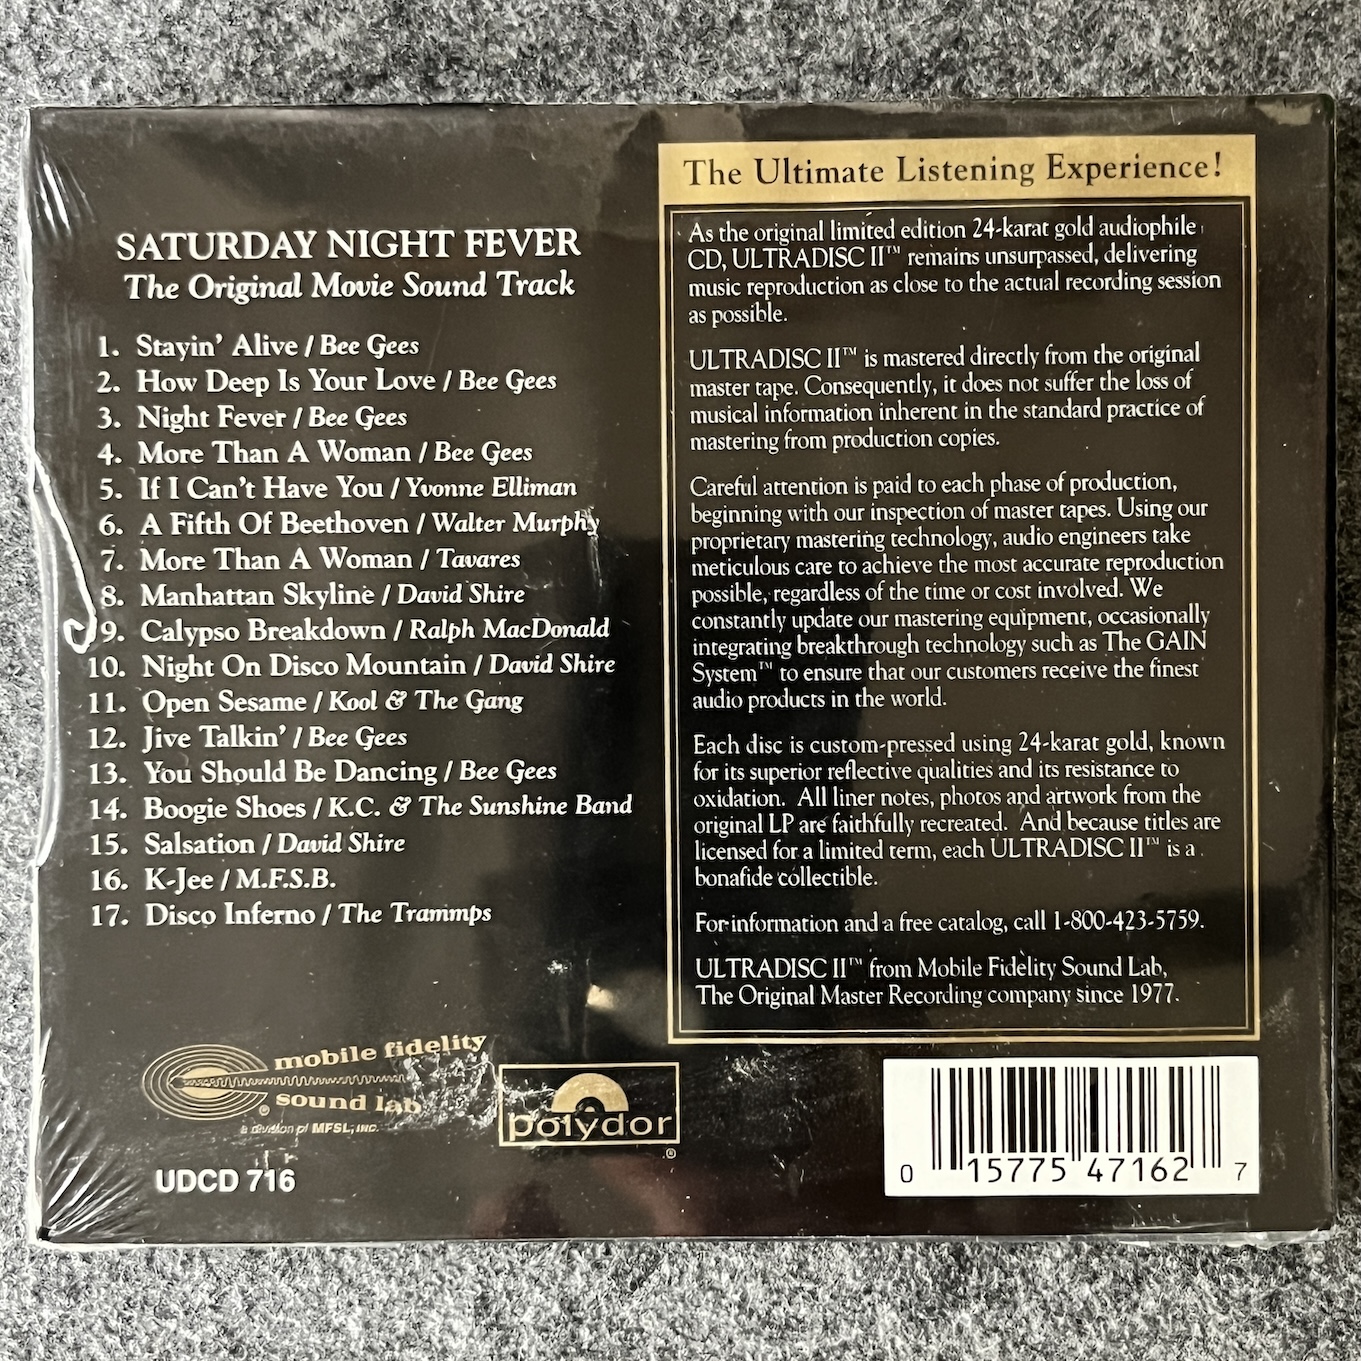 SATURDAY NIGHT FEVER
The Original Movie Sound Track
1. Stayin' Alive / Bee Gees
2. How Deep Is Your Love / Bee Gees
3. Night Fever / Bee Gees
4. More Than A Woman / Bee Gees
5. If I Can't Have You / Yvonne Elliman
6. A Fifth Of Beethoven / Walter Murphy
7. More Than A Woman / Tavares
8. Manhattan Skyline / David Shire
9. Calypso Breakdown / Ralph MacDonald
10. Night On Disco Mountain / David Shire
11. Open Sesame / Kool & The Gang
12. Jive Talkin' / Bee Gees
13. You Should Be Dancing / Bee Gees
14. Boogie Shoes / K.C. & The Sunshine Band
15. Salsation / David Shire
16. K-Jee / M.F.S.B.
17. Disco Inferno / The Trammps
mobile fidelity
sound lab
®
a division of MFSL, INC.
polydor
®
UDCD 716
The Ultimate Listening Experience!
As the original limited edition 24-karat gold audiophile
CD, ULTRADISC II™ remains unsurpassed, delivering
music reproduction as close to the actual recording session
as possible.
ULTRADISC II™ is mastered directly from the original
master tape. Consequently, it does not suffer the loss of
musical information inherent in the standard practice of
mastering from production copies.
Careful attention is paid to each phase of production,
beginning with our inspection of master tapes. Using our
proprietary mastering technology, audio engineers take
meticulous care to achieve the most accurate reproduction
possible, regardless of the time or cost involved. We
constantly update our mastering equipment, occasionally
integrating breakthrough technology such as The GAIN
System™ to ensure that our customers receive the finest
audio products in the world.
Each disc is custom-pressed using 24-karat gold, known
for its superior reflective qualities and its resistance to
oxidation. All liner notes, photos and artwork from the
original LP are faithfully recreated. And because titles are
licensed for a limited term, each ULTRADISC II™ is a
bonafide collectible.
For information and a free catalog, call 1-800-423-5759.
ULTRADISC II™ from Mobile Fidelity Sound Lab,
The Original Master Recording company since 1977.
0 15775 47162 7